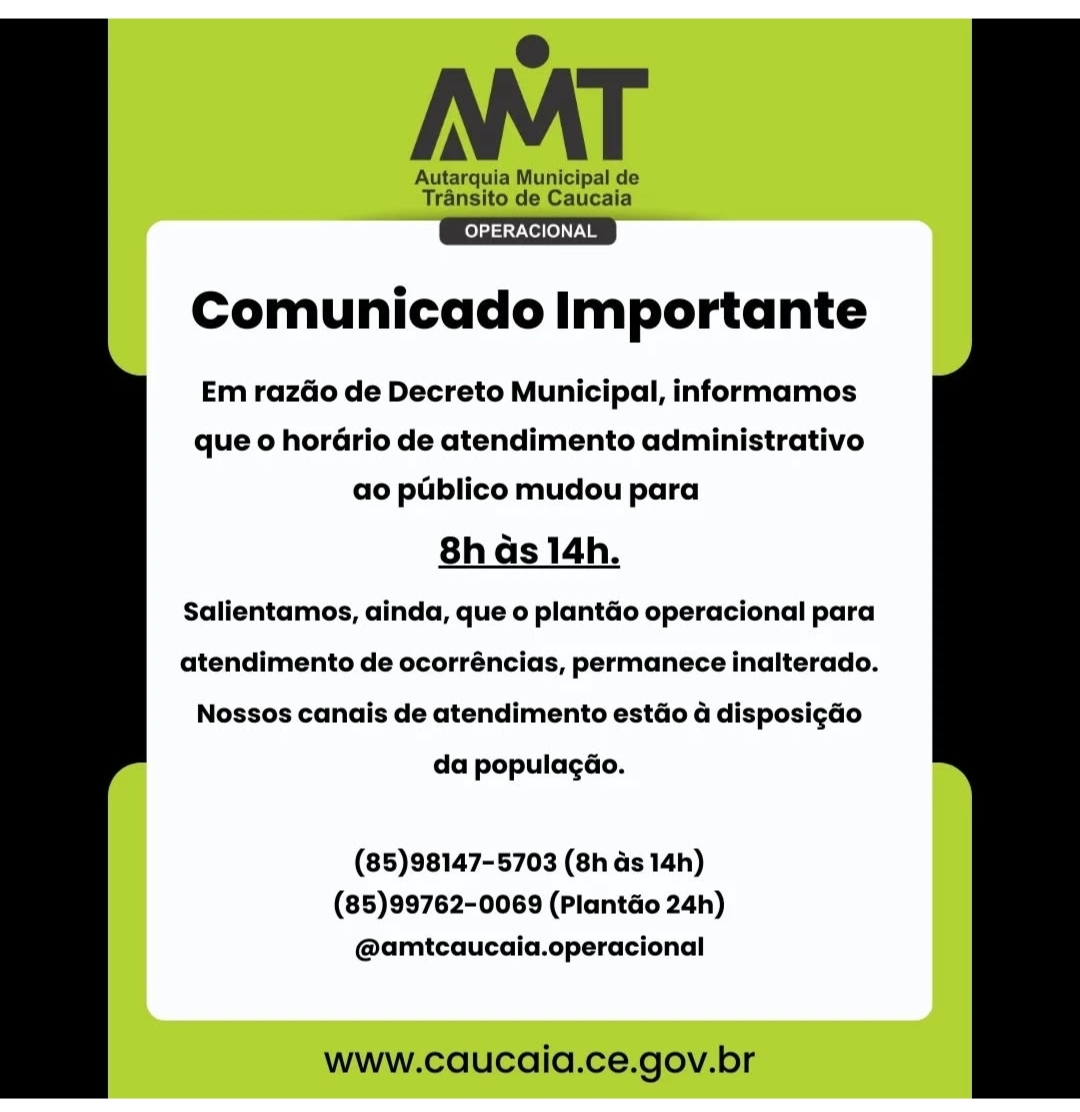 AMT
Autarquia Municipal de
Trânsito de Caucaia
OPERACIONAL
Comunicado Importante
Em razão de Decreto Municipal, informamos
que o horário de atendimento administrativo
ao público mudou para
8h às 14h.
Salientamos, ainda, que o plantão operacional para
atendimento de ocorrências, permanece inalterado.
Nossos canais de atendimento estão à disposição
da população.
(85)98147-5703 (8h às 14h)
(85)99762-0069 (Plantão 24h)
@amtcaucaia.operacional
www.caucaia.ce.gov.br